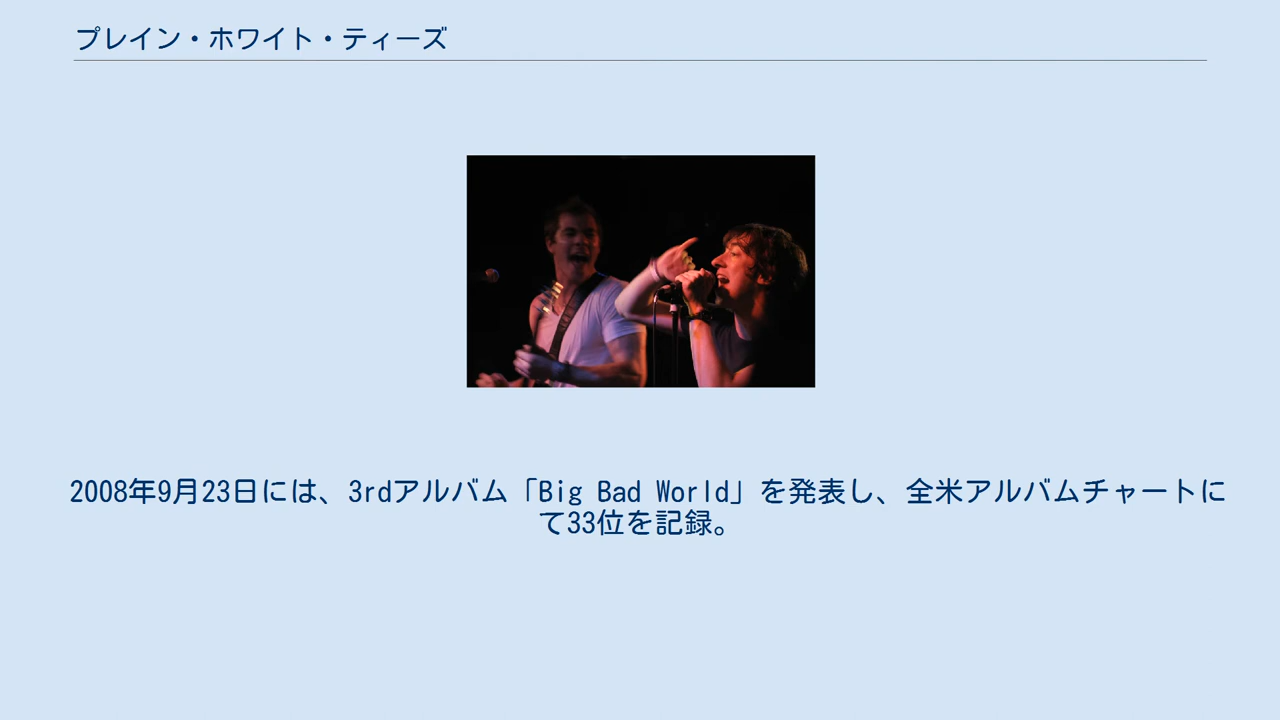 プレイン・ホワイト・ティーズ
2008年9月23日には、3rdアルバム「Big Bad World」を発表し、全米アルバムチャートに
て33位を記録。